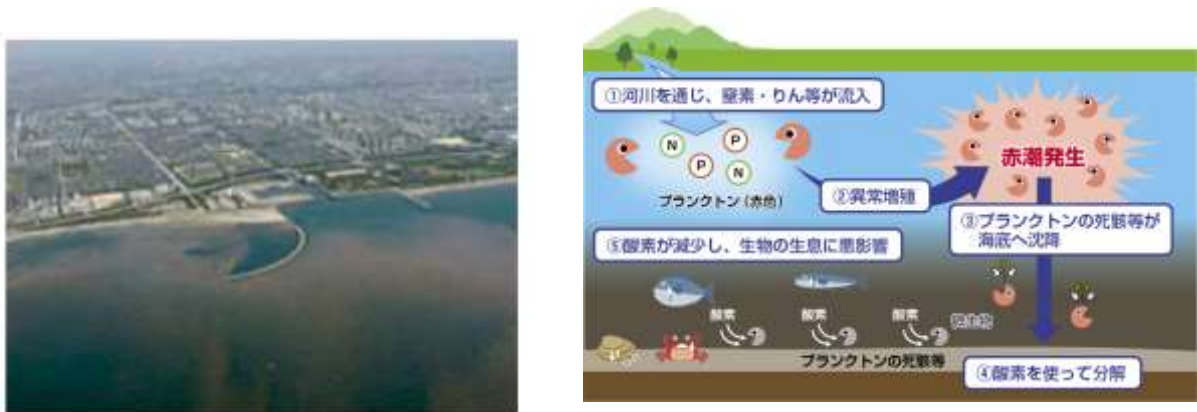 ①河川を通じ、窒素・りん等が流入
N
P
P
N
プランクトン（赤色）
②異常増殖
赤潮発生
③プランクトンの死骸等が
海底へ沈降
⑤酸素が減少し、生物の生息に悪影響
酸素
酸素
酸素
微生物
プランクトンの死骸等
④酸素を使って分解